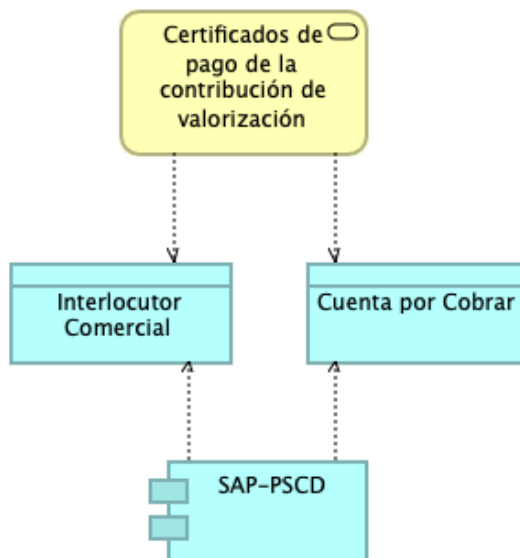 Certificados de
pago de la
contribución de
valorización
Interlocutor
Comercial
Cuenta por Cobrar
SAP-PSCD